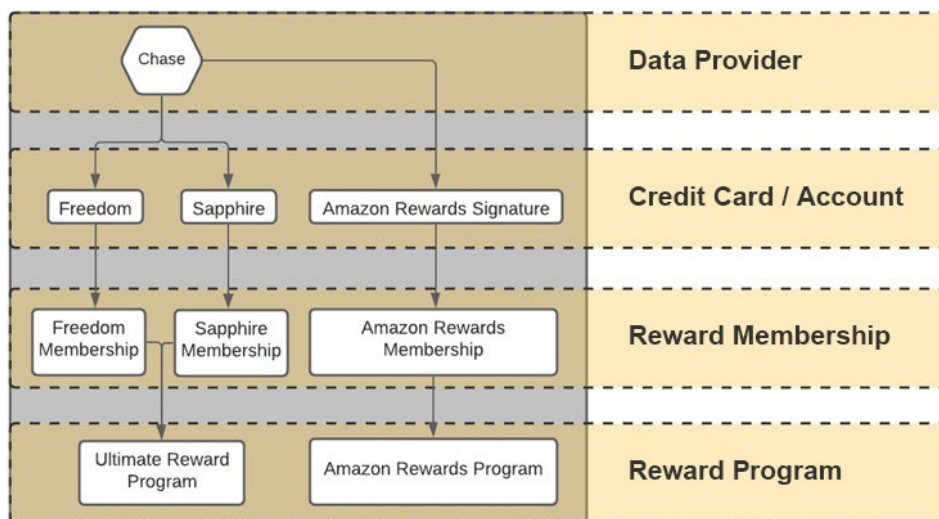 Chase
Data Provider
Freedom
Sapphire
Amazon Rewards Signature
Credit Card / Account
Freedom
Membership
Sapphire
Membership
Amazon Rewards
Membership
Reward Membership
Ultimate Reward
Program
Amazon Rewards Program
Reward Program